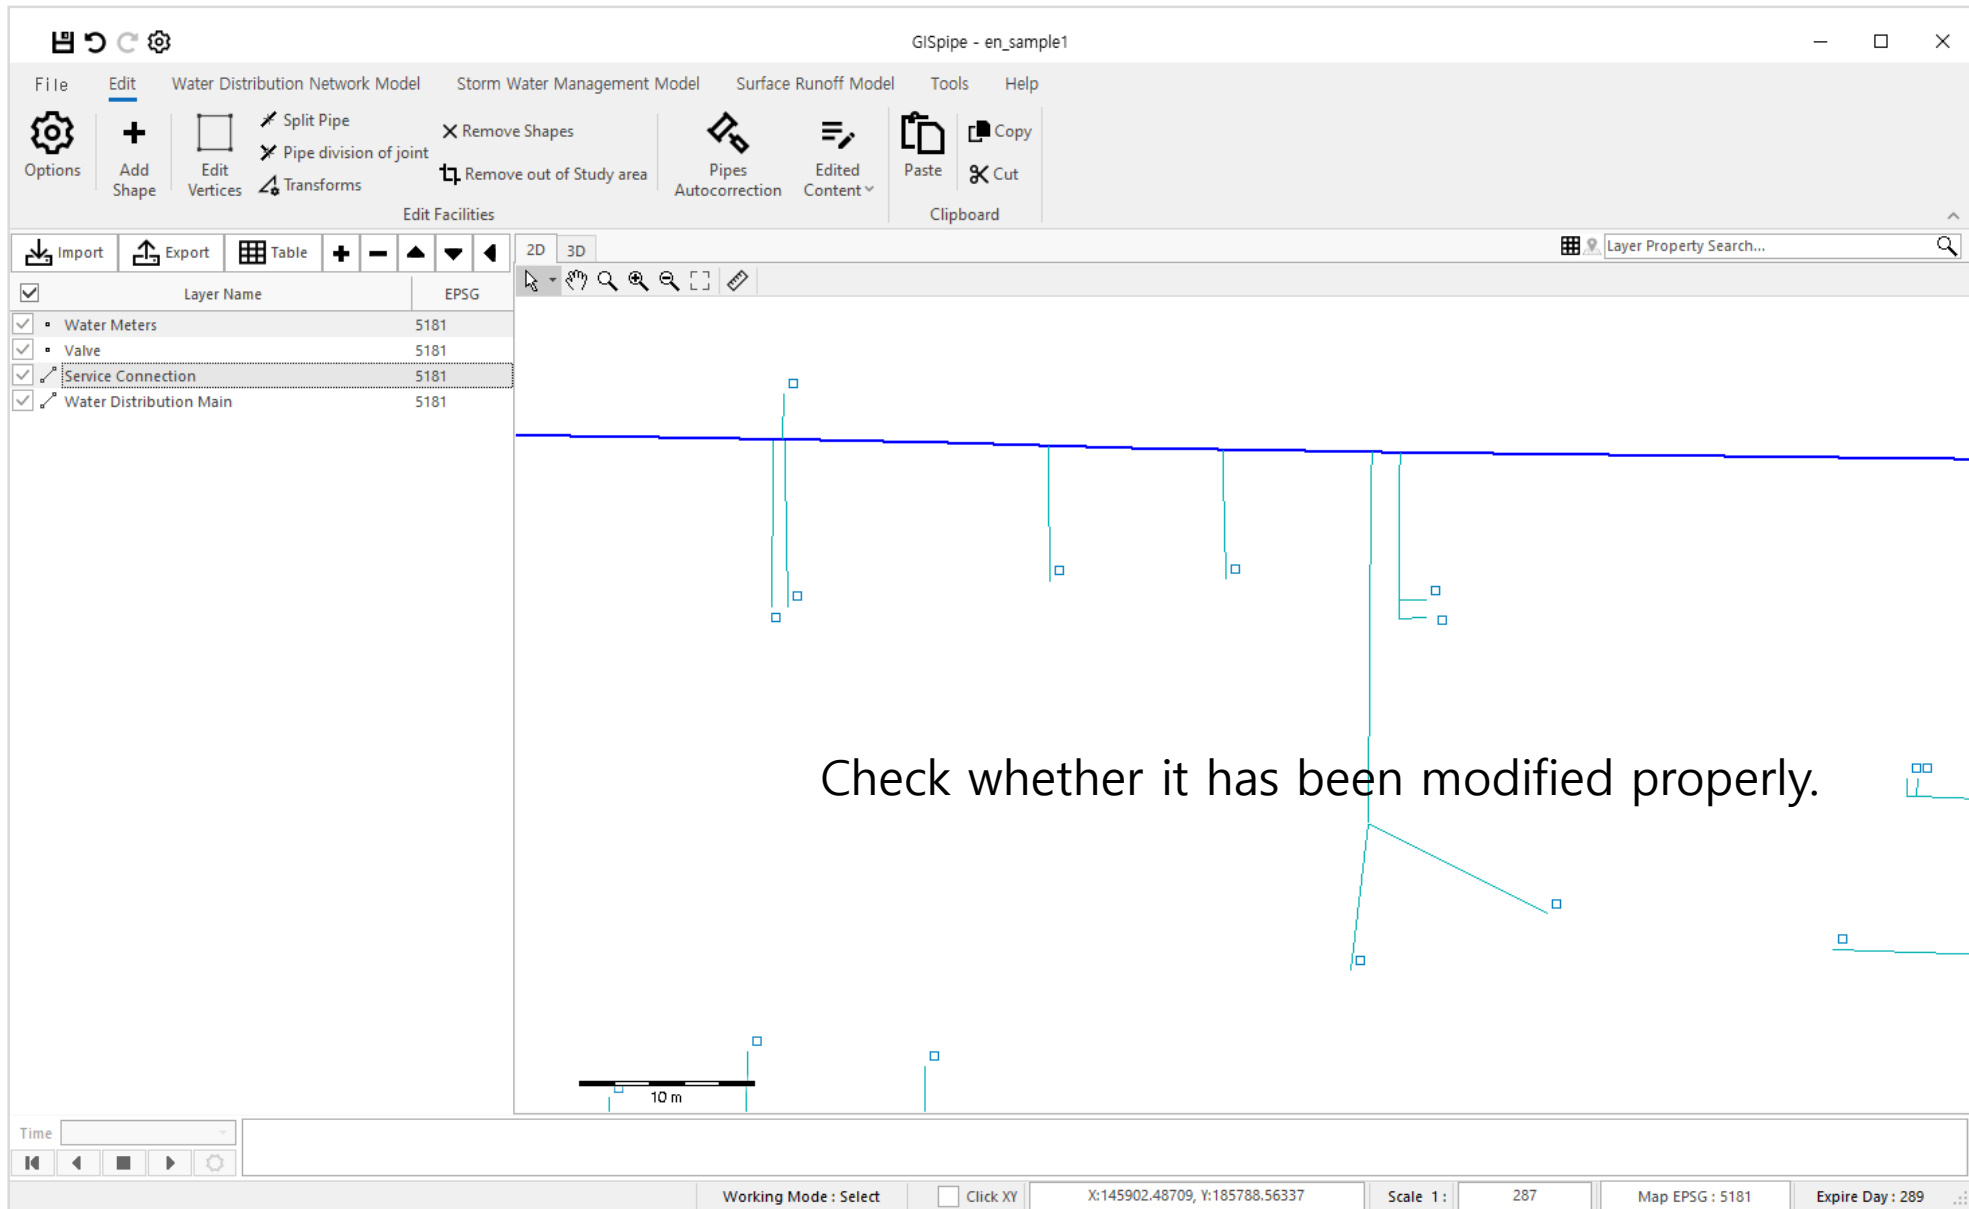 GISpipe - en_sample1
File Edit Water Distribution Network Model Storm Water Management Model Surface Runoff Model Tools Help
Options
Add Shape
Edit Vertices
Split Pipe
Pipe division of joint
Transforms
Remove Shapes
Remove out of Study area
Pipes Autocorrection
Edited Content
Edit Facilities
Paste
Copy
Cut
Clipboard
Import Export Table
2D 3D
Layer Property Search...
Layer Name EPSG
Water Meters 5181
Valve 5181
Service Connection 5181
Water Distribution Main 5181
Check whether it has been modified properly.
10 m
Time
Working Mode : Select Click XY X:145902.48709, Y:185788.56337 Scale 1 : 287 Map EPSG : 5181 Expire Day : 289